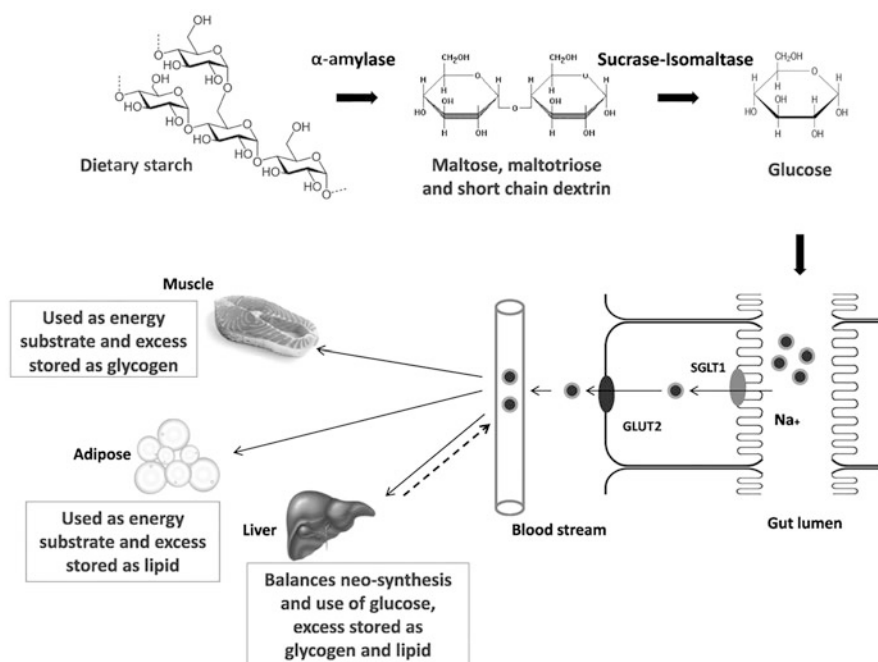 α-amylase
Sucrase-Isomaltase
Dietary starch
Maltose, maltotriose
and short chain dextrin
Glucose
Muscle
Used as energy
substrate and excess
stored as glycogen
SGLT1
GLUT2
Na+
Adipose
Used as energy
substrate and excess
stored as lipid
Liver
Blood stream
Gut lumen
Balances neo-synthesis
and use of glucose,
excess stored as
glycogen and lipid